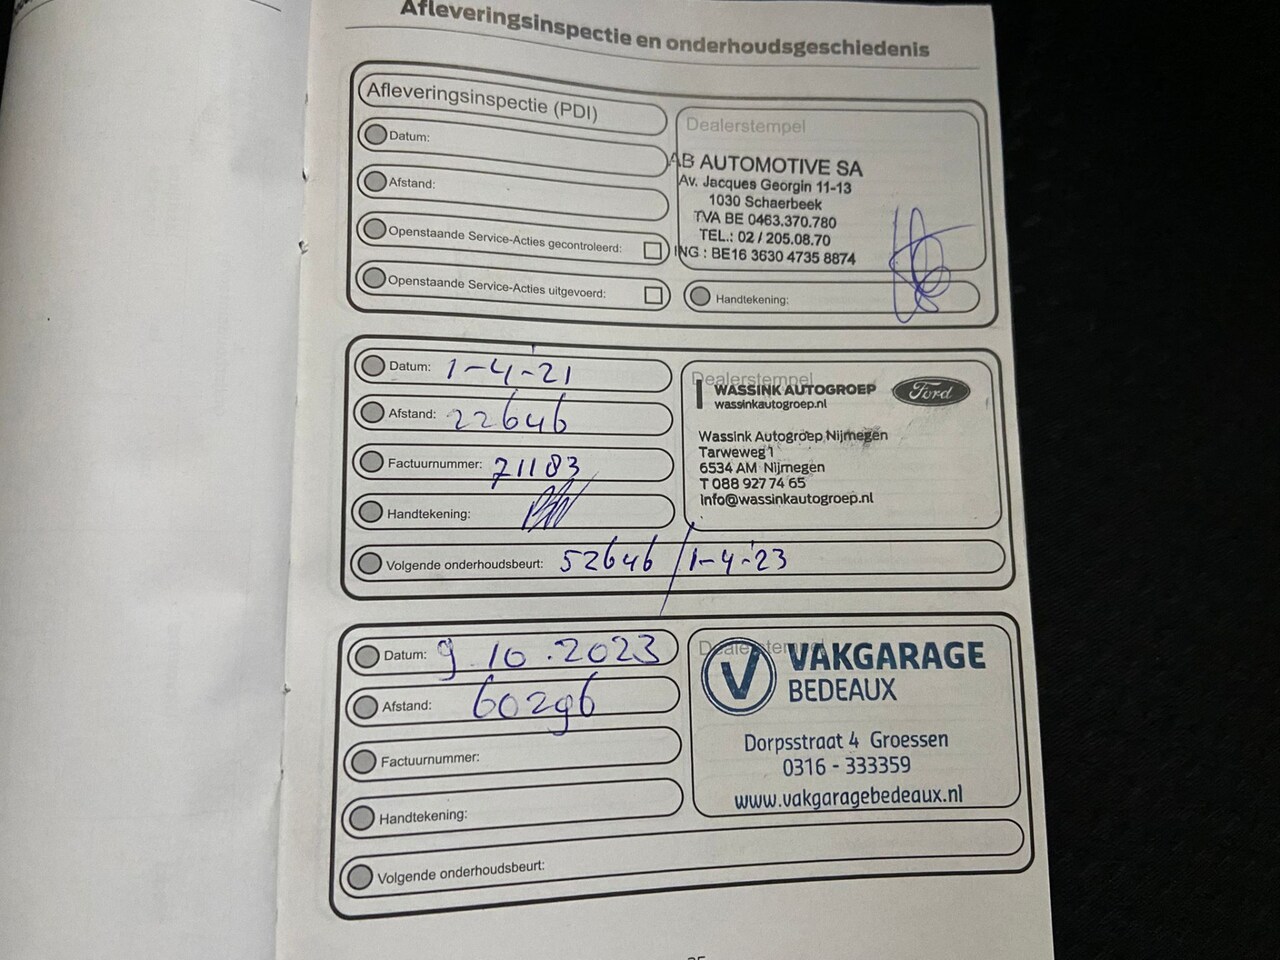 Afleveringsinspectie en onderhoudsgeschiedenis
Afleveringsinspectie (PDI)
Datum:
Afstand:
Openstaande Service-Acties gecontroleerd:
Openstaande Service-Acties uitgevoerd:
Dealerstempel
AB AUTOMOTIVE SA
Av. Jacques Georgin 11-13
1030 Schaerbeek
TVA BE 0463.370.780
TEL.: 02 / 205.08.70
ING : BE16 3630 4735 8874
Handtekening:
Datum: 1-4-'21
Afstand: 22646
Factuurnummer: 71183
Handtekening:
Dealerstempel
WASSINK AUTOGROEP
wassinkautogroep.nl
Ford
Wassink Autogroep Nijmegen
Tarweweg 1
6534 AM Nijmegen
T 088 927 74 65
Info@wassinkautogroep.nl
Volgende onderhoudsbeurt: 52646 / 1-4-'23
Datum: 9.10.2023
Afstand: 60296
Factuurnummer:
Handtekening:
Dealerstempel
VAKGARAGE
BEDEAUX
Dorpsstraat 4 Groessen
0316 - 333359
www.vakgaragebedeaux.nl
Volgende onderhoudsbeurt: